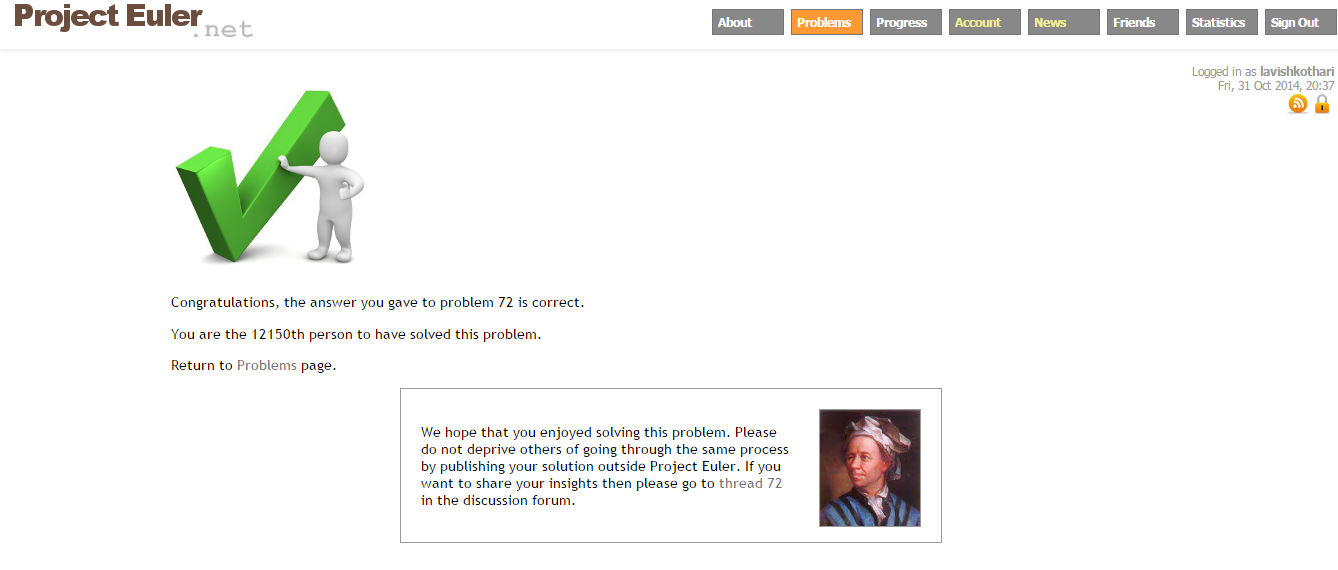 Project Euler
.net
About Problems Progress Account News Friends Statistics Sign Out
Logged in as lavishkothari
Fri, 31 Oct 2014, 20:37
Congratulations, the answer you gave to problem 72 is correct.
You are the 12150th person to have solved this problem.
Return to Problems page.
We hope that you enjoyed solving this problem. Please
do not deprive others of going through the same process
by publishing your solution outside Project Euler. If you
want to share your insights then please go to thread 72
in the discussion forum.